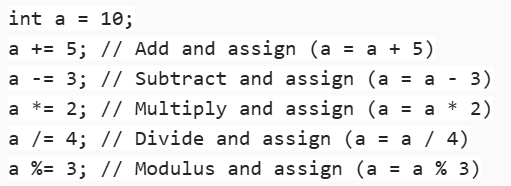 int a = 10;
a += 5; // Add and assign (a = a + 5)
a -= 3; // Subtract and assign (a = a - 3)
a *= 2; // Multiply and assign (a = a * 2)
a /= 4; // Divide and assign (a = a / 4)
a %= 3; // Modulus and assign (a = a % 3)